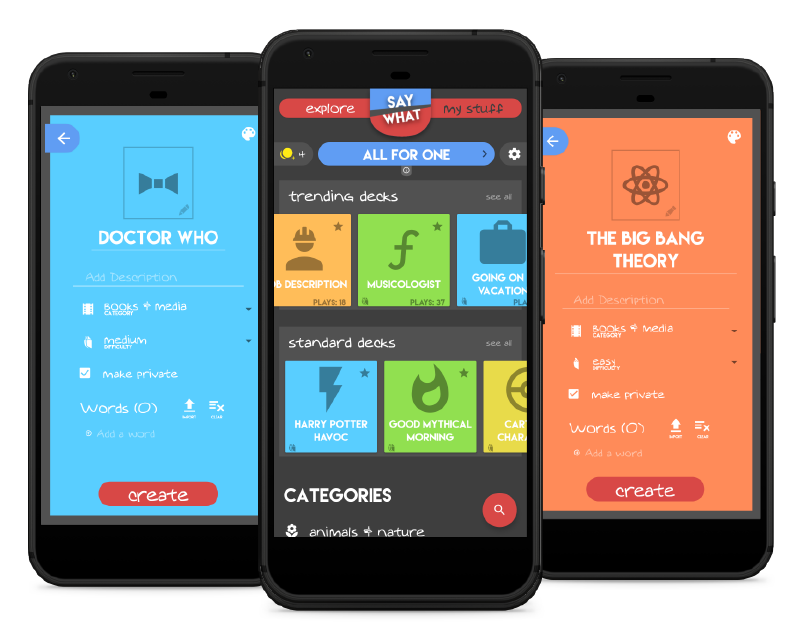 DOCTOR WHO
Add Description
Books & Media
CATEGORY
medium
DIFFICULTY
make private
Words (0)
IMPORT
CLEAR
Add a word
create
explore
SAY
WHAT
my stuff
+
ALL FOR ONE
trending decks
see all
B DESCRIPTION
PLAYS: 18
MUSICOLOGIST
PLAYS: 37
GOING ON
VACATION
PLA
standard decks
see all
HARRY POTTER
HAVOC
GOOD MYTHICAL
MORNING
CAR
CHARA
CATEGORIES
animals & nature
THE BIG BANG
THEORY
Add Description
Books & Media
CATEGORY
easy
DIFFICULTY
make private
Words (0)
IMPORT
CLEAR
Add a word
create